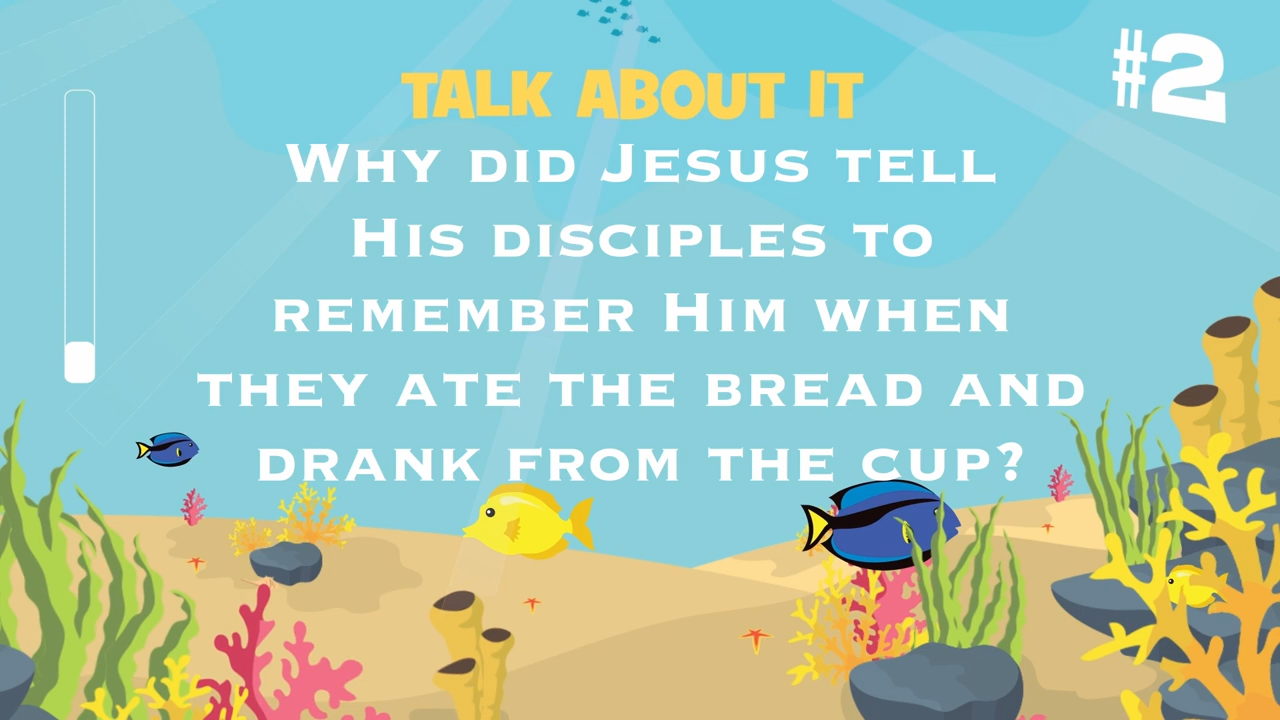 #2
TALK ABOUT IT
Why did Jesus tell
His disciples to
remember Him when
they ate the bread and
drank from the cup?